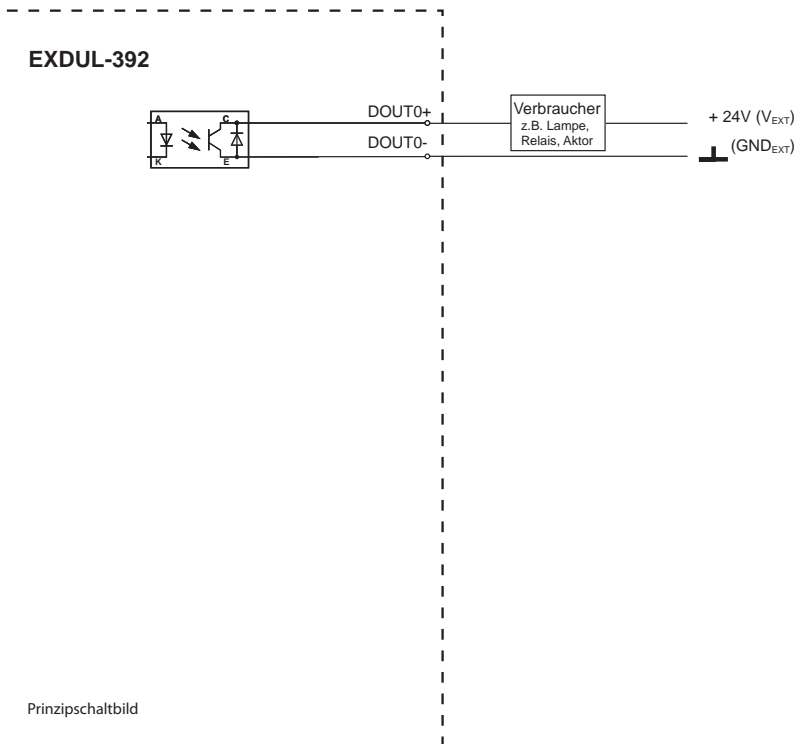 EXDUL-392
DOUT0+
Verbraucher
z.B. Lampe,
Relais, Aktor
+ 24V (VEXT)
DOUT0-
(GNDEXT)
A
C
K
E
Prinzipschaltbild